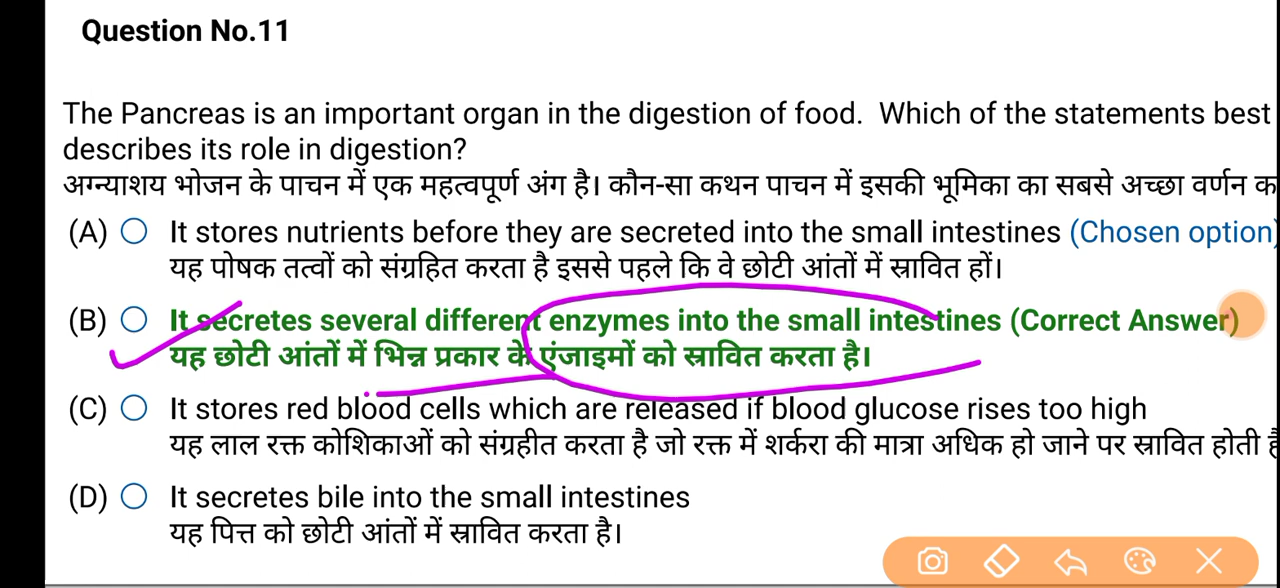 Question No.11
The Pancreas is an important organ in the digestion of food. Which of the statements best
describes its role in digestion?
अग्न्याशय भोजन के पाचन में एक महत्वपूर्ण अंग है। कौन-सा कथन पाचन में इसकी भूमिका का सबसे अच्छा वर्णन क
(A) It stores nutrients before they are secreted into the small intestines (Chosen option)
यह पोषक तत्वों को संग्रहित करता है इससे पहले कि वे छोटी आंतों में स्रावित हों।
(B) It secretes several different enzymes into the small intestines (Correct Answer)
यह छोटी आंतों में भिन्न प्रकार के एंजाइमों को स्रावित करता है।
(C) It stores red blood cells which are released if blood glucose rises too high
यह लाल रक्त कोशिकाओं को संग्रहीत करता है जो रक्त में शर्करा की मात्रा अधिक हो जाने पर स्रावित होती है
(D) It secretes bile into the small intestines
यह पित्त को छोटी आंतों में स्रावित करता है।